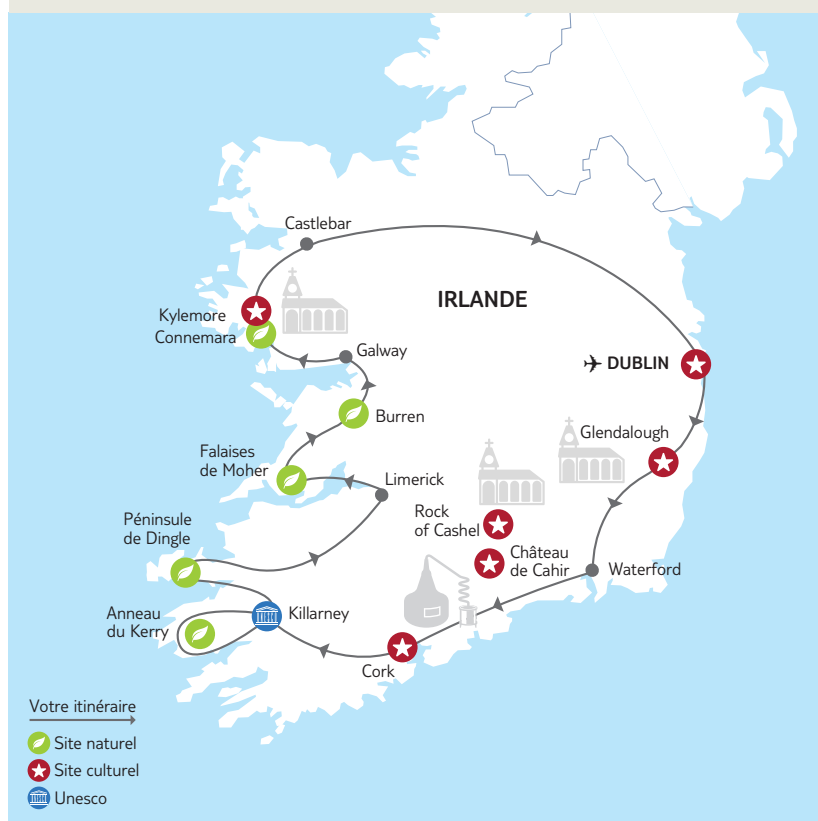 Castlebar
IRLANDE
Kylemore
Connemara
Galway
DUBLIN
Burren
Glendalough
Falaises
de Moher
Limerick
Rock
of Cashel
Péninsule
de Dingle
Château
de Cahir
Waterford
Anneau
du Kerry
Killarney
Cork
Votre itinéraire
Site naturel
Site culturel
Unesco